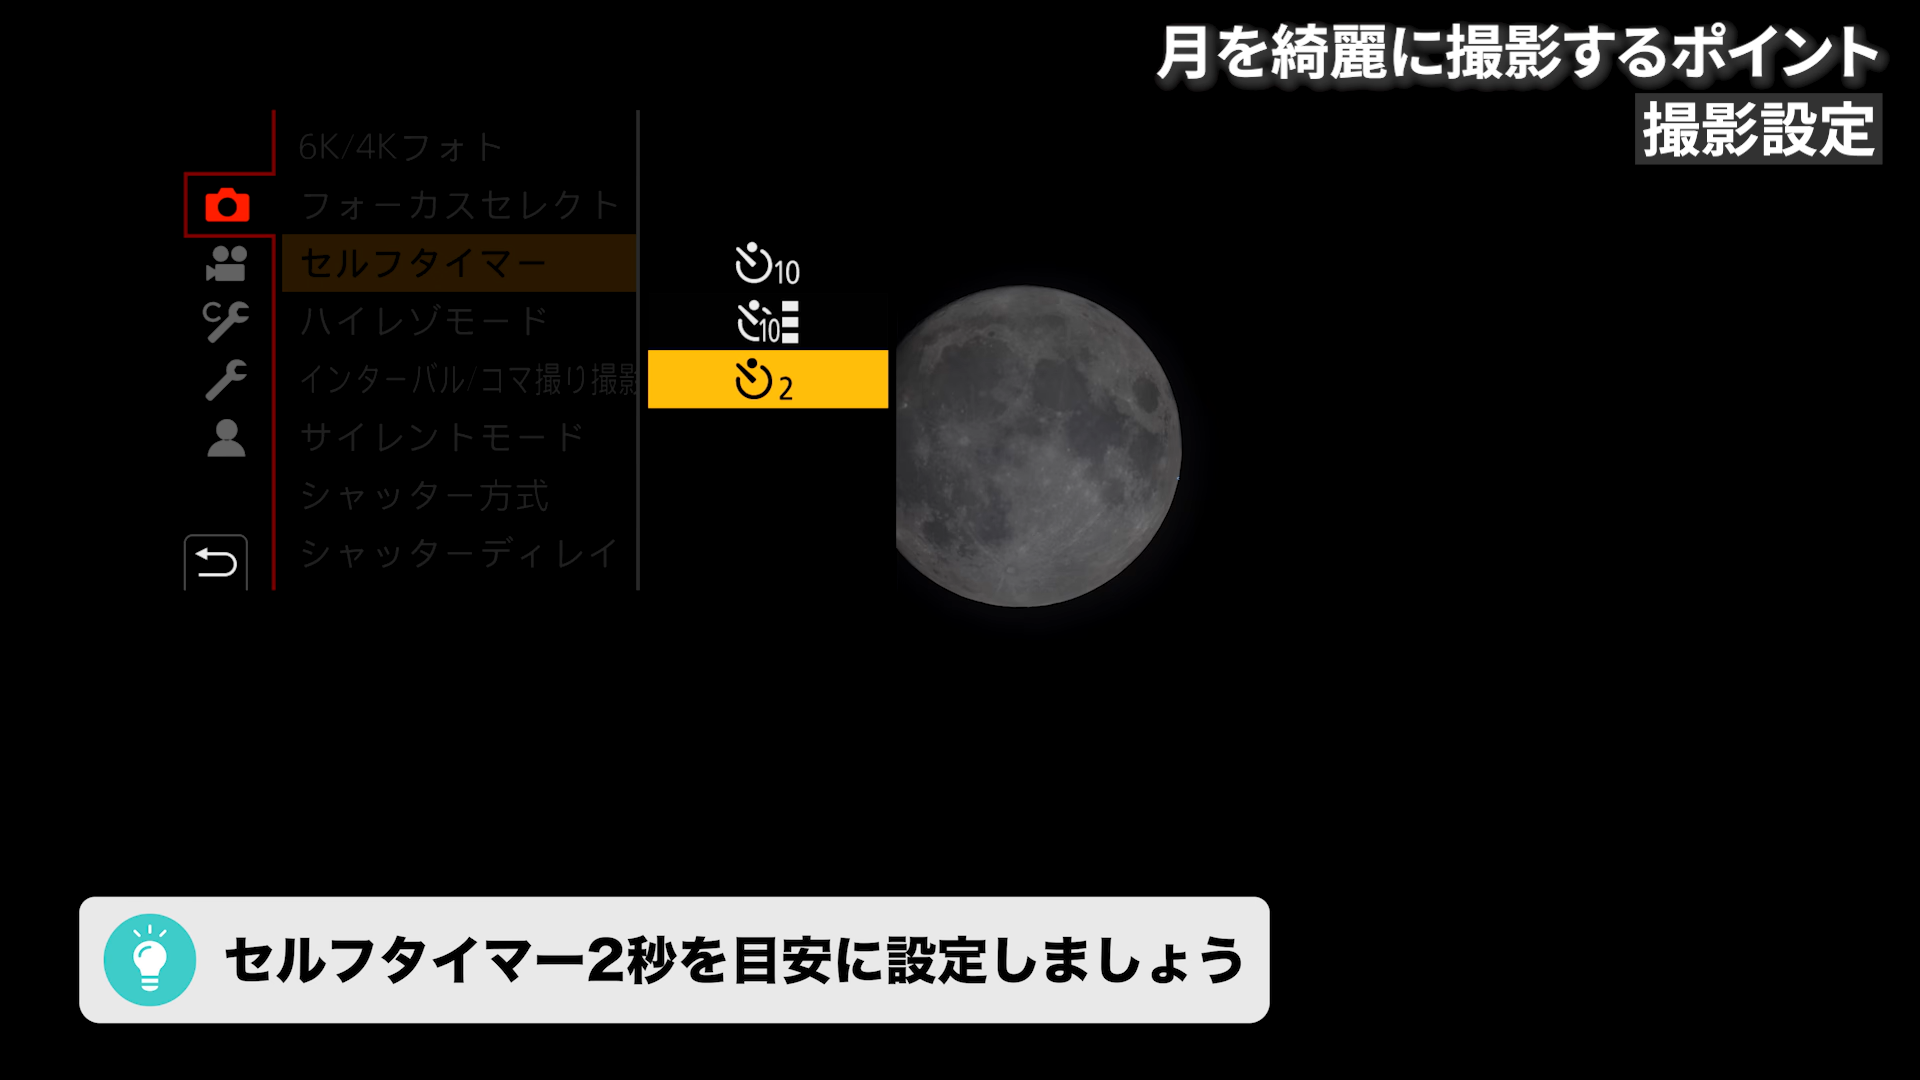 月を綺麗に撮影するポイント
撮影設定
6K/4Kフォト
フォーカスセレクト
セルフタイマー
ハイレゾモード
インターバル/コマ撮り撮影
サイレントモード
シャッター方式
シャッターディレイ
C
10
10
2
セルフタイマー2秒を目安に設定しましょう